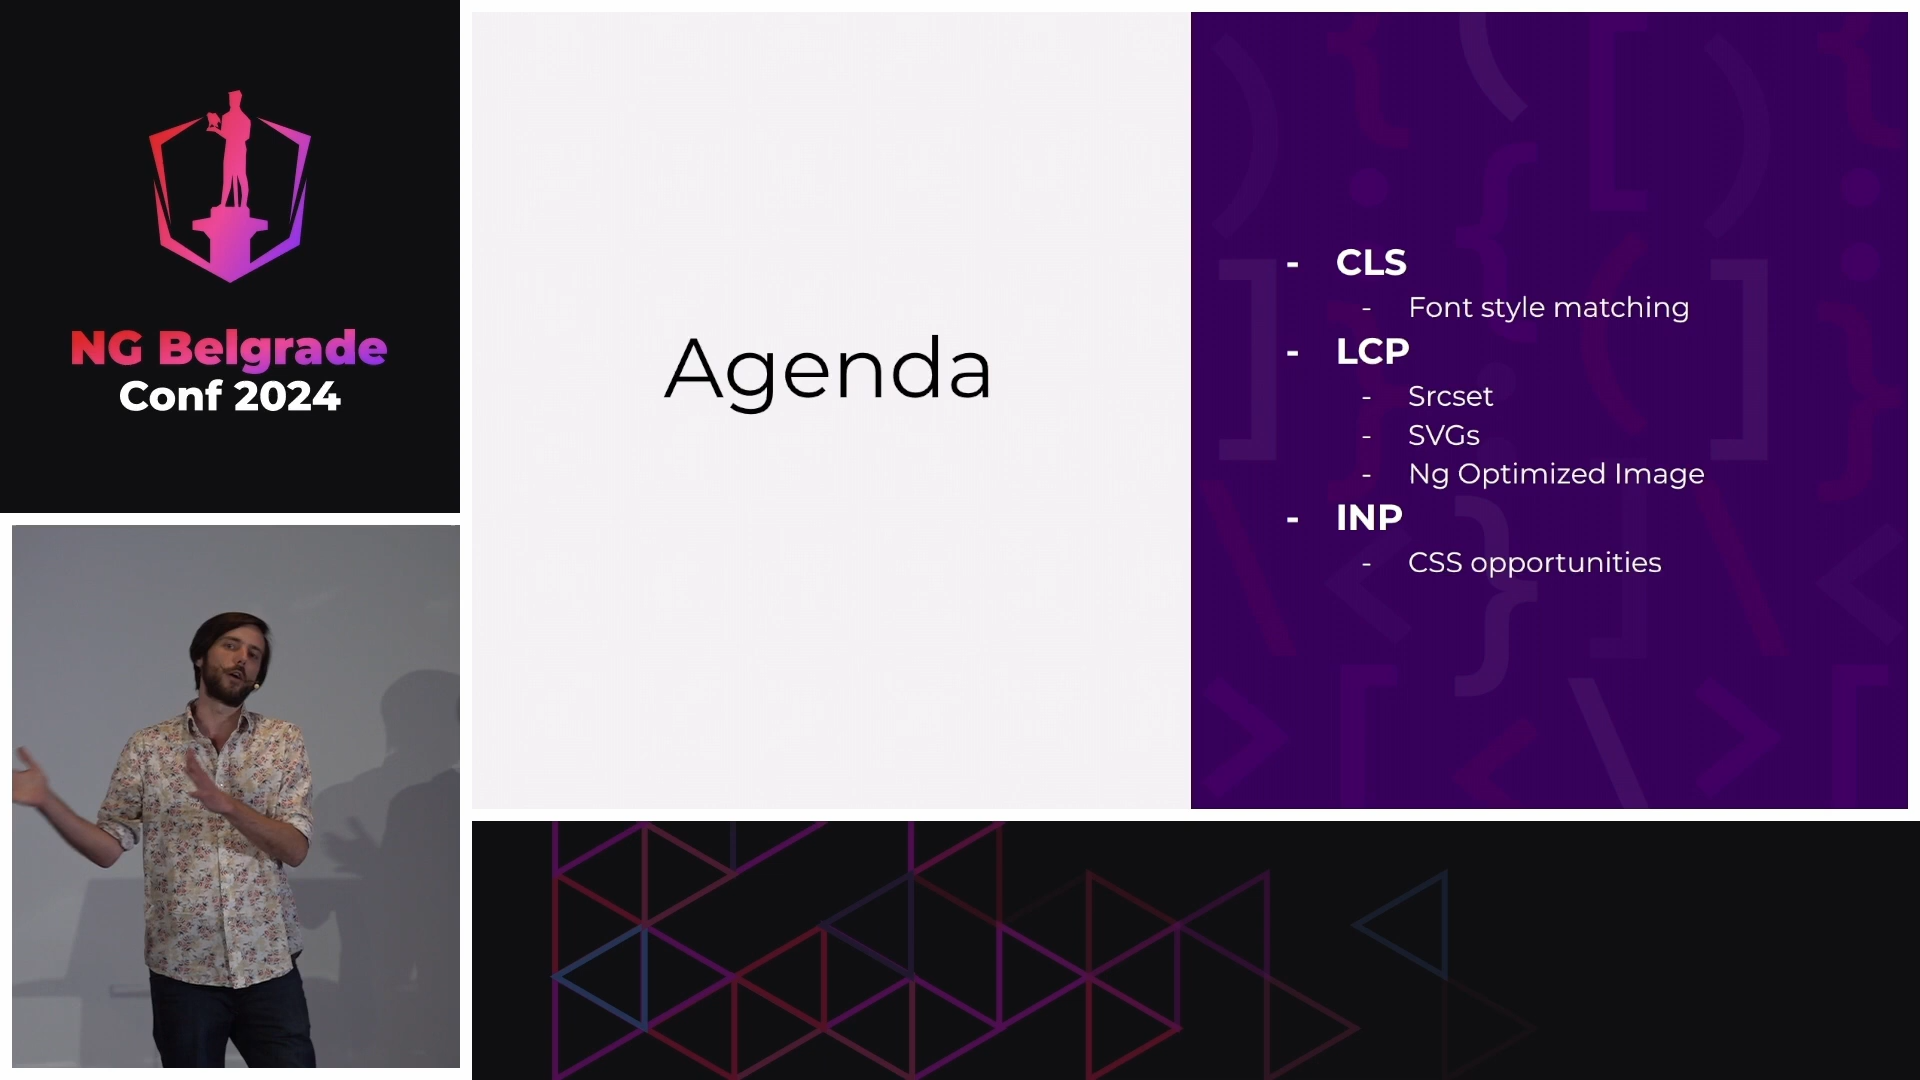 NG Belgrade
Conf 2024
Agenda
- CLS
- Font style matching
- LCP
- Srcset
- SVGs
- Ng Optimized Image
- INP
- CSS opportunities